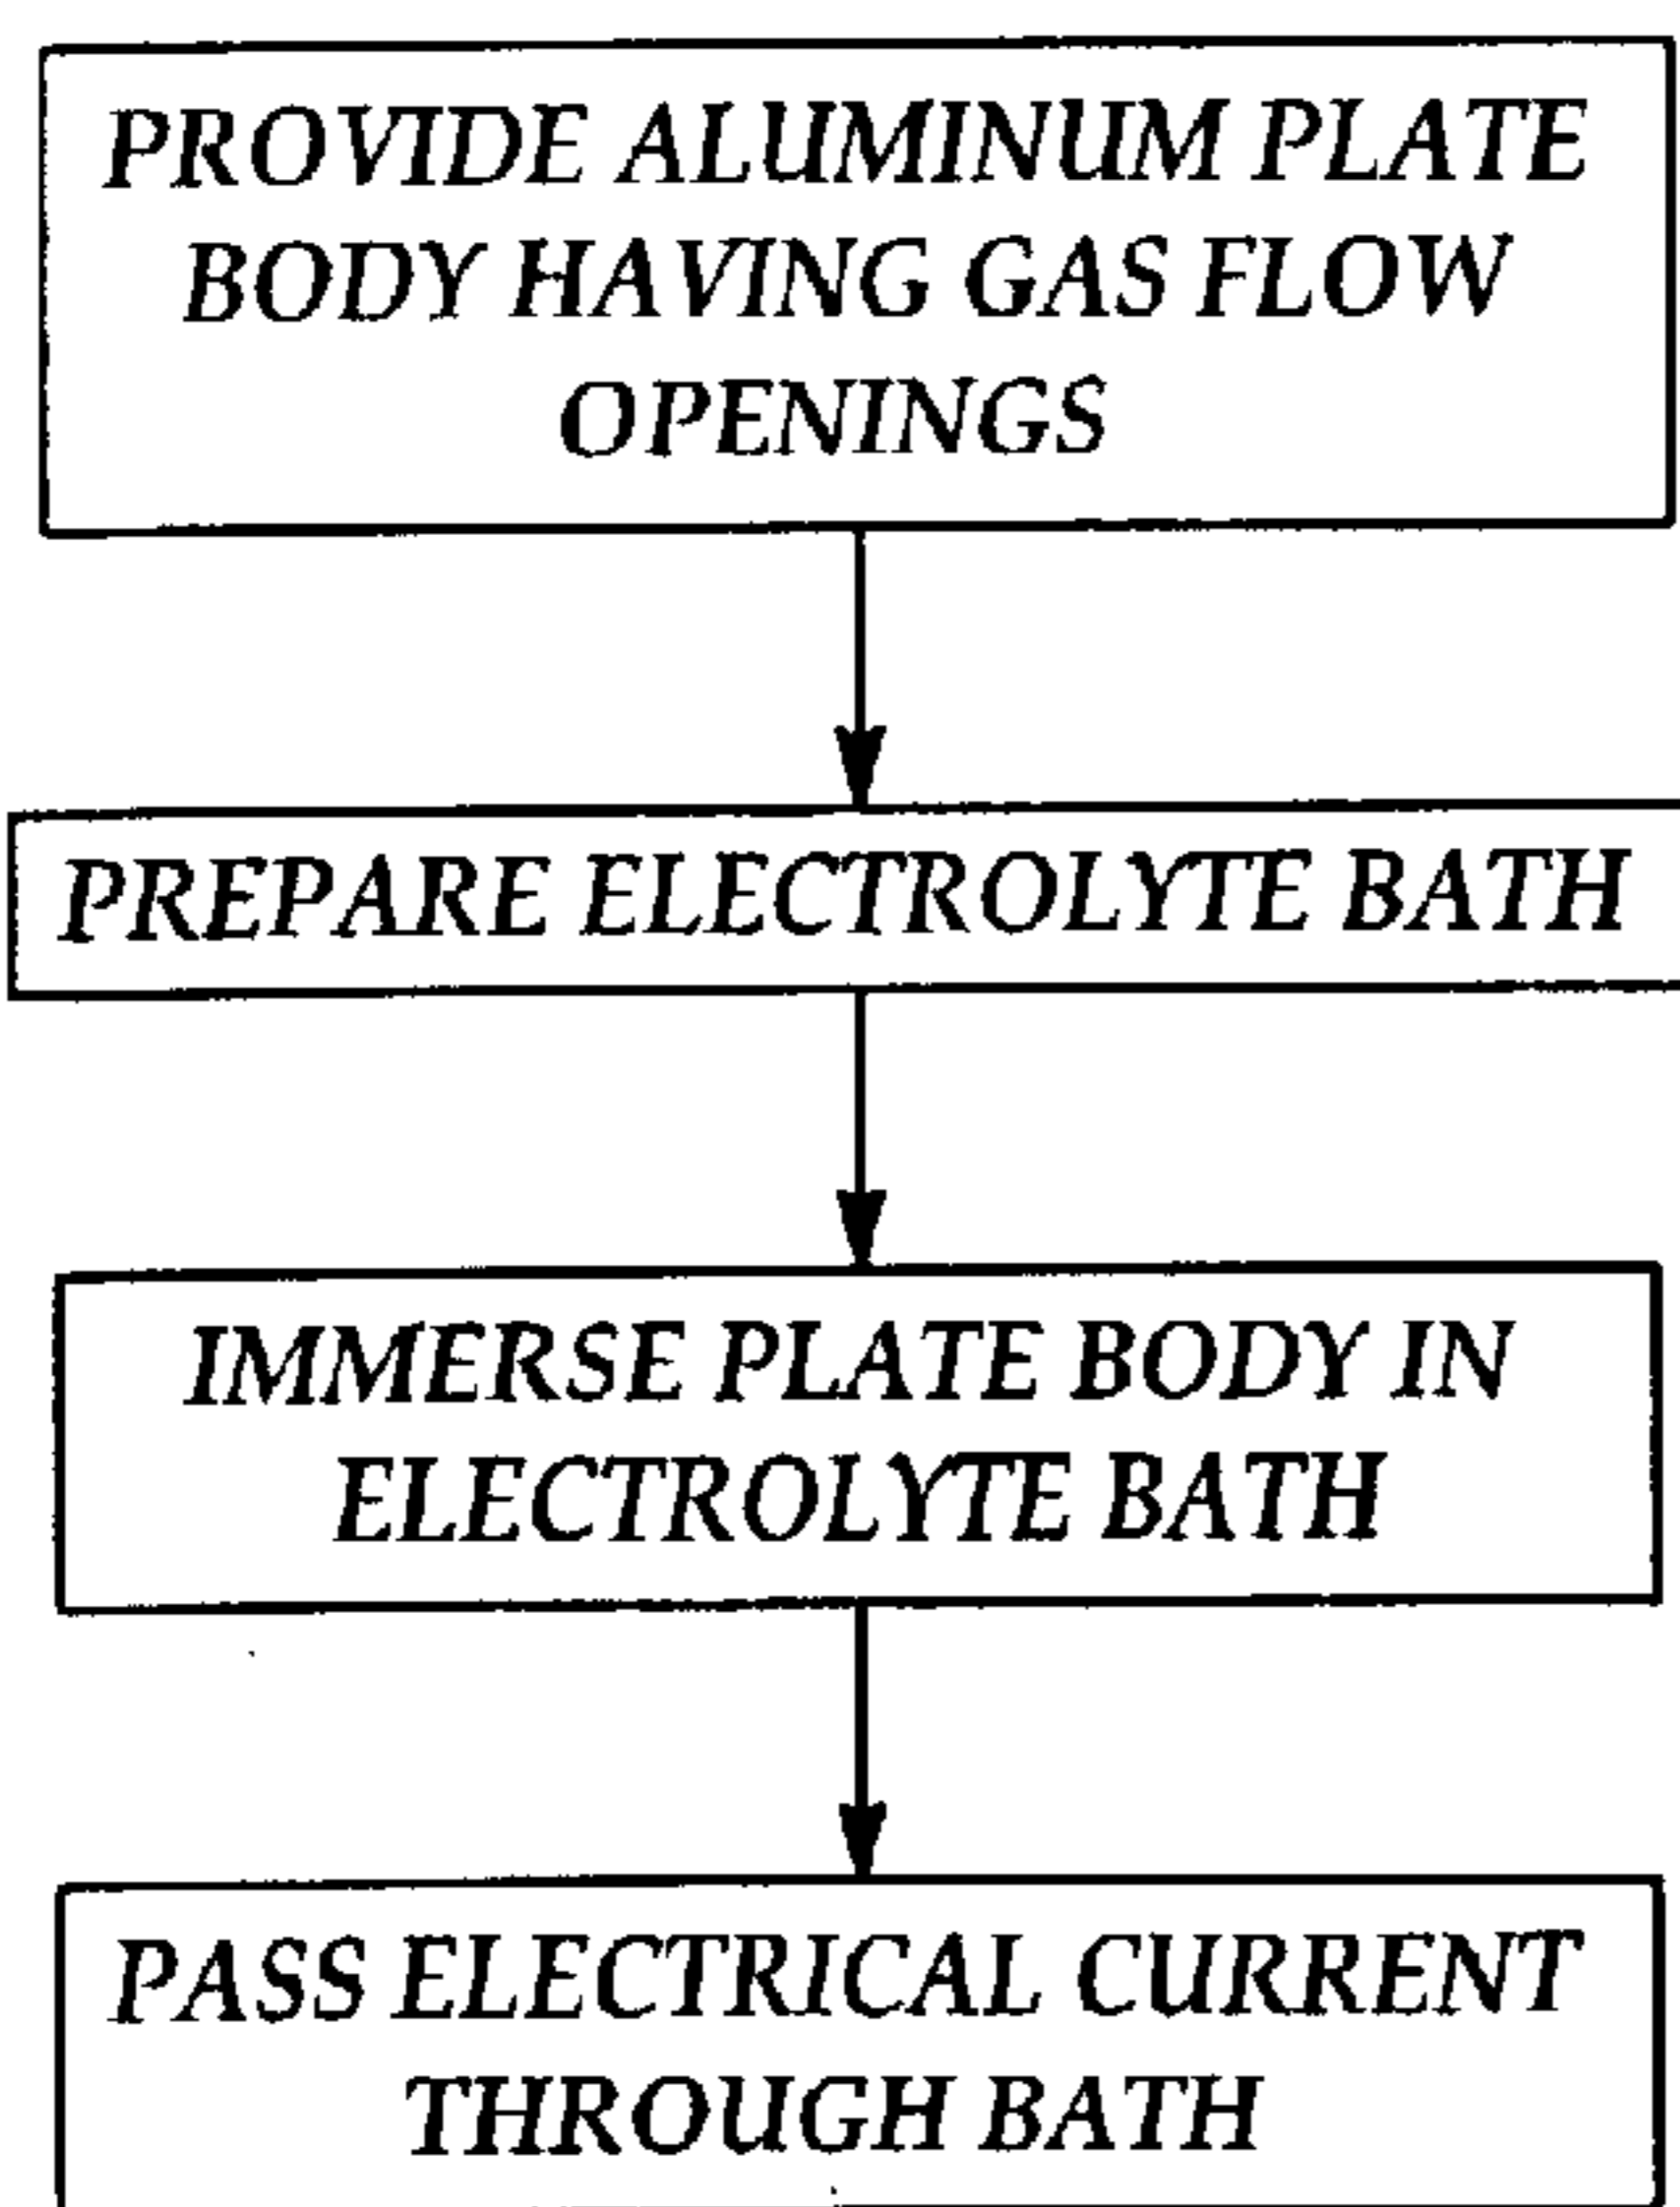 PROVIDE ALUMINUM PLATE
BODY HAVING GAS FLOW
OPENINGS
PREPARE ELECTROLYTE BATH
IMMERSE PLATE BODY IN
ELECTROLYTE BATH
PASS ELECTRICAL CURRENT
THROUGH BATH